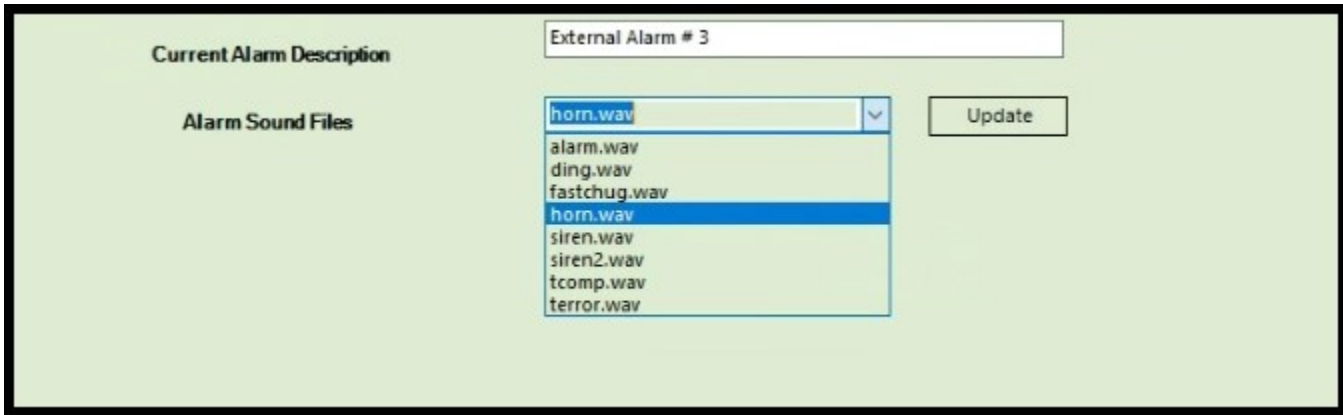 Current Alarm Description
External Alarm # 3
Alarm Sound Files
horn.wav
Update
alarm.wav
ding.wav
fastchug.wav
horn.wav
siren.wav
siren2.wav
tcomp.wav
terror.wav